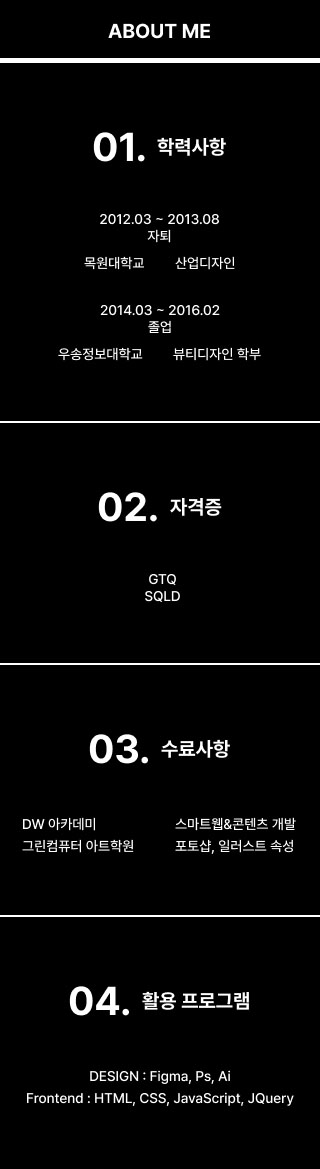 ABOUT ME
01. 학력사항
2012.03 ~ 2013.08
자퇴
목원대학교 산업디자인
2014.03 ~ 2016.02
졸업
우송정보대학교 뷰티디자인 학부
02. 자격증
GTQ
SQLD
03. 수료사항
DW 아카데미 스마트웹&콘텐츠 개발
그린컴퓨터 아트학원 포토샵, 일러스트 속성
04. 활용 프로그램
DESIGN : Figma, Ps, Ai
Frontend : HTML, CSS, JavaScript, JQuery